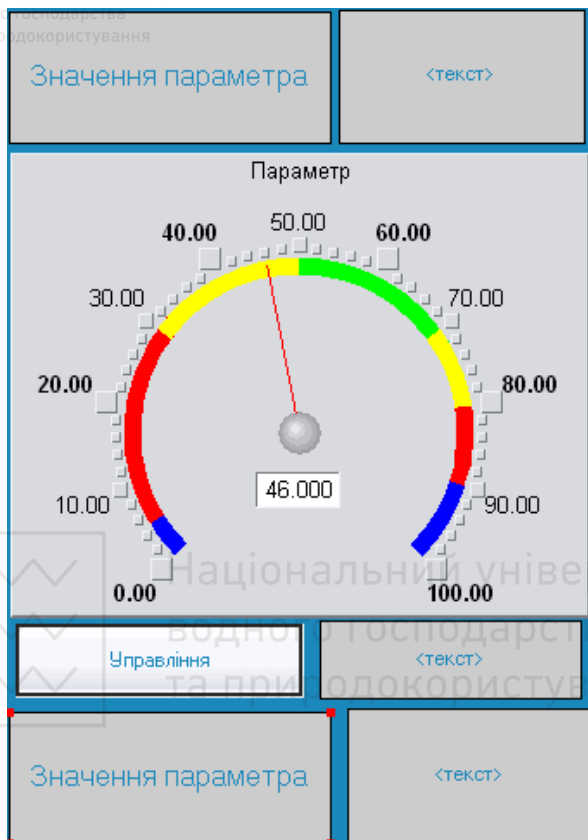 о господарства
родокористування
Значення параметра
<текст>
Параметр
50.00
40.00
60.00
30.00
70.00
20.00
80.00
46.000
10.00
90.00
0.00
100.00
Національний уніве
водного господарст
та природокористув
Управління
<текст>
Значення параметра
<текст>